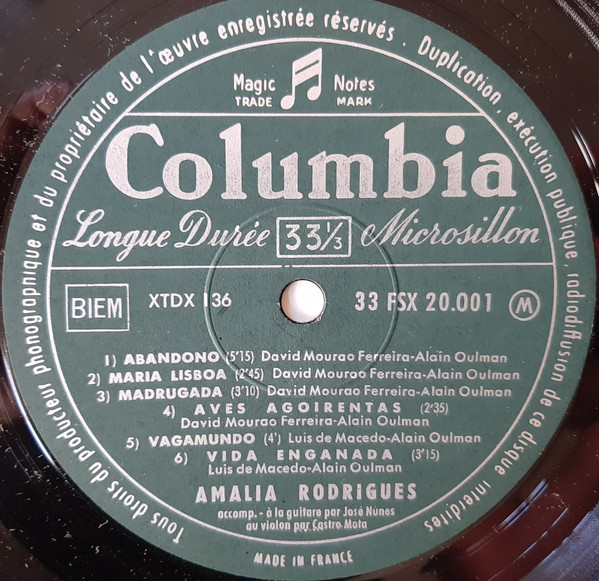 Tous droits du producteur phonographique et du propriétaire de l'œuvre enregistrée réservés. Duplication, exécution publique, radiodiffusion de ce disque interdites
Magic Notes
TRADE MARK
Columbia
Longue Durée 33⅓ Microsillon
BIEM XTDX 136 33 FSX 20.001 M
1) ABANDONO (5'15) David Mourao Ferreira-Alain Oulman
2) MARIA LISBOA (2'45) David Mourao Ferreira-Alain Oulman
3) MADRUGADA (3'10) David Mourao Ferreira-Alain Oulman
4) AVES AGOIRENTAS (2'35)
David Mourao Ferreira-Alain Oulman
5) VAGAMUNDO (4') Luis de Macedo-Alain Oulman
6) VIDA ENGANADA (3'15)
Luis de Macedo-Alain Oulman
AMALIA RODRIGUES
accomp. - à la guitare par José Nunes
au violon par Castro Mota
MADE IN FRANCE